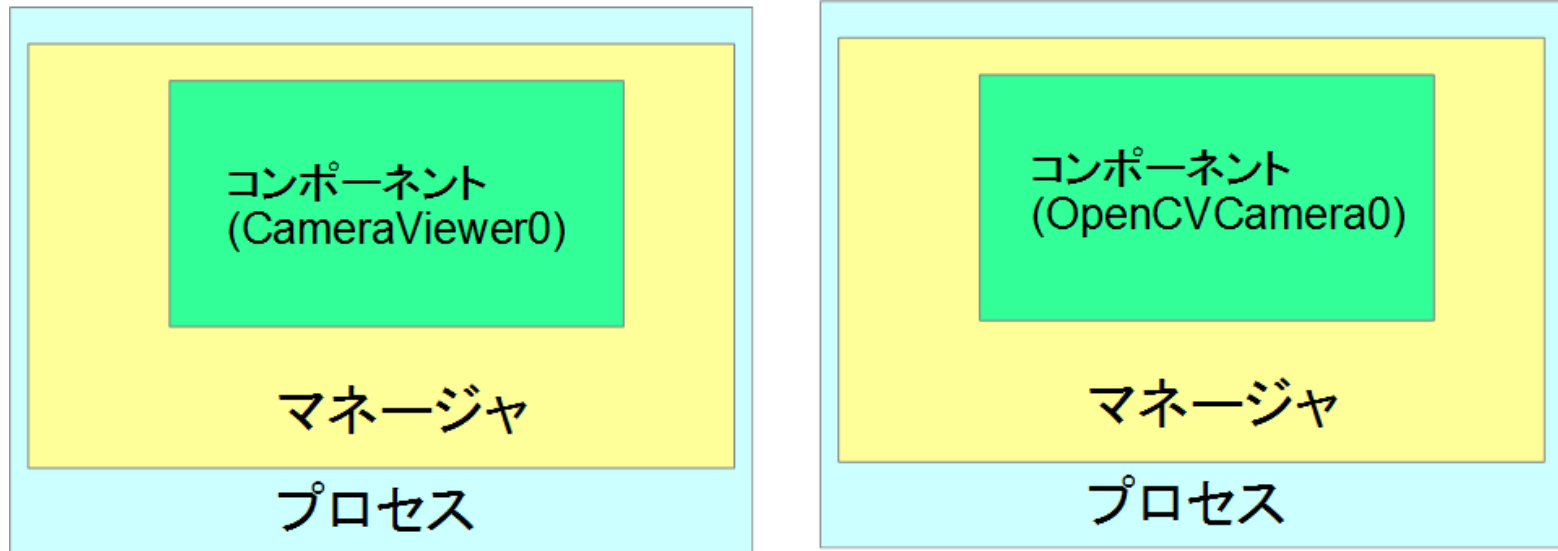 コンポーネント
(CameraViewer0)
マネージャ
プロセス
コンポーネント
(OpenCVCamera0)
マネージャ
プロセス